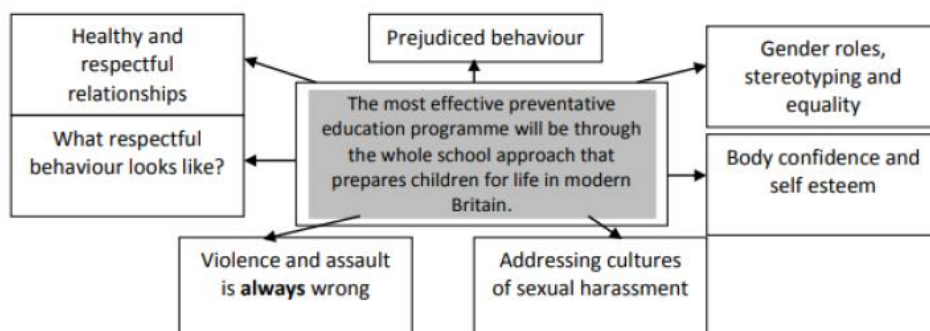 Healthy and
respectful
relationships
Prejudiced behaviour
Gender roles,
stereotyping and
equality
The most effective preventative
education programme will be through
the whole school approach that
prepares children for life in modern
Britain.
What respectful
behaviour looks like?
Body confidence and
self esteem
Violence and assault
is always wrong
Addressing cultures
of sexual harassment